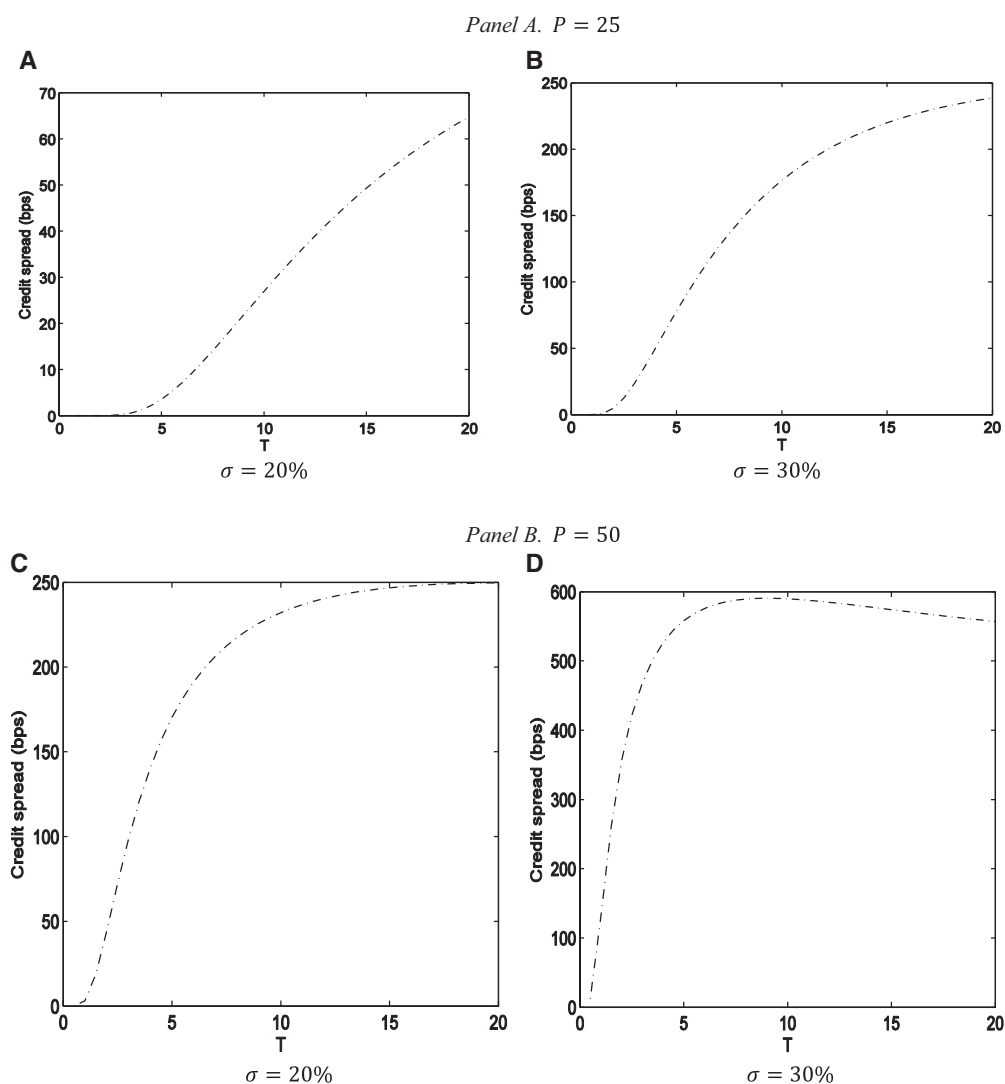 Panel A. P = 25
A
B
70
60
50
40
30
20
10
0
Credit spread (bps)
0 5 10 15 20
T
σ = 20%
250
200
150
100
50
0
Credit spread (bps)
0 5 10 15 20
T
σ = 30%
Panel B. P = 50
C
D
250
200
150
100
50
0
Credit spread (bps)
0 5 10 15 20
T
σ = 20%
600
500
400
300
200
100
0
Credit spread (bps)
0 5 10 15 20
T
σ = 30%